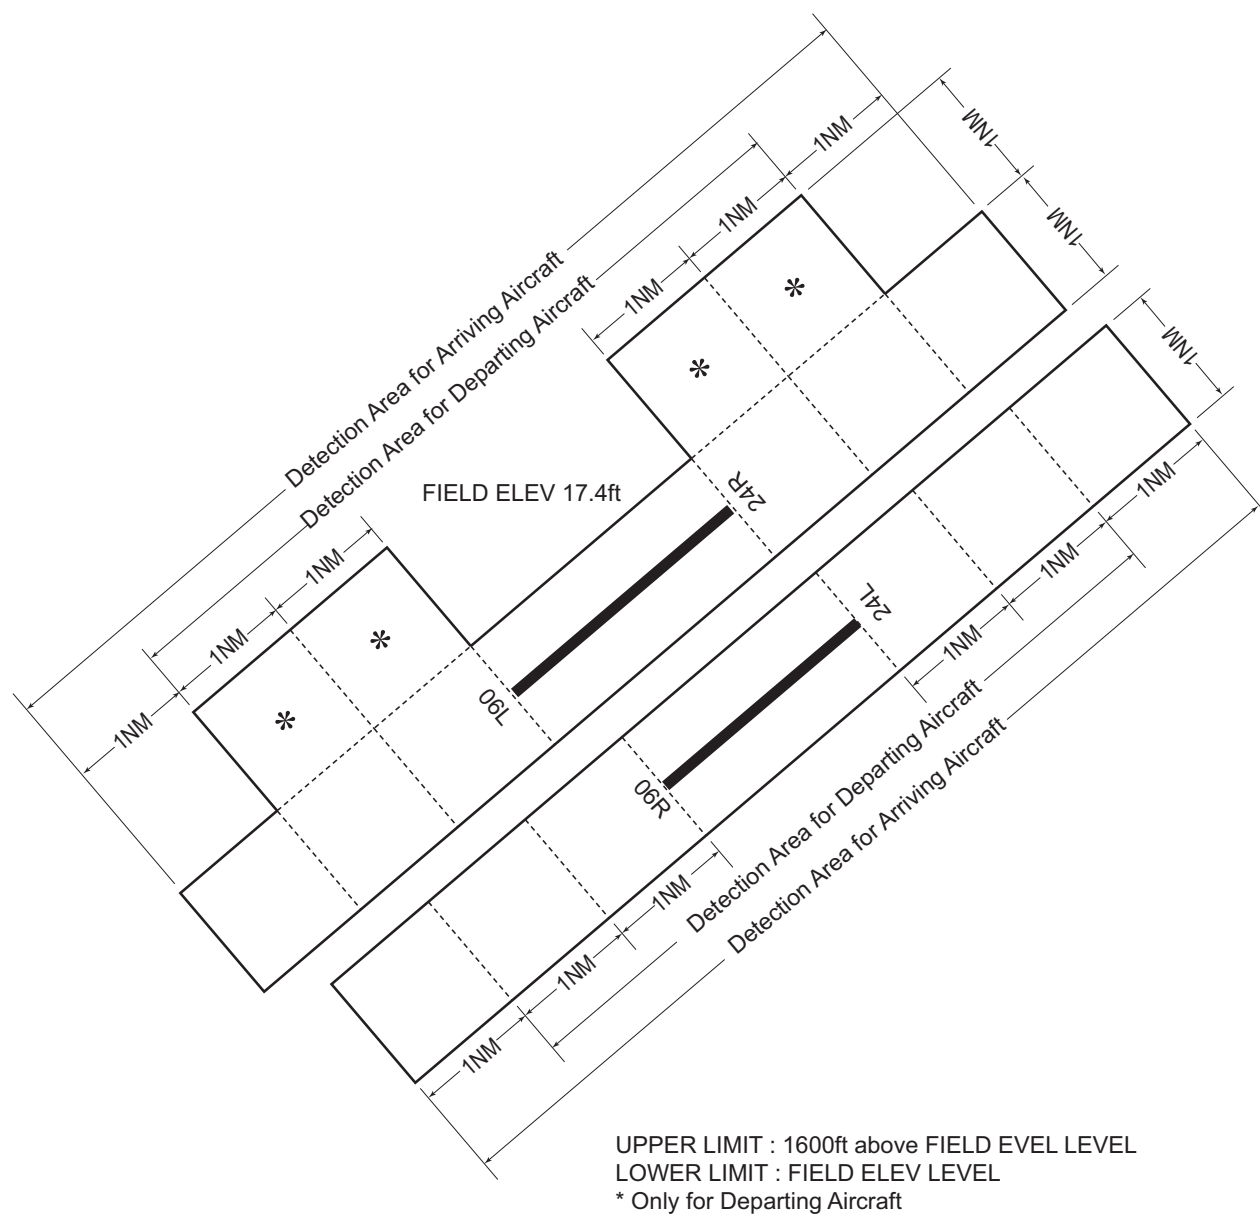 1NM
1NM
1NM
1NM
1NM
1NM
Detection Area for Arriving Aircraft
Detection Area for Departing Aircraft
*
*
1NM
FIELD ELEV 17.4ft
24R
1NM
1NM
1NM
1NM
*
*
1NM
06L
24L
1NM
06R
Detection Area for Departing Aircraft
Detection Area for Arriving Aircraft
1NM
1NM
1NM
UPPER LIMIT : 1600ft above FIELD EVEL LEVEL
LOWER LIMIT : FIELD ELEV LEVEL
* Only for Departing Aircraft